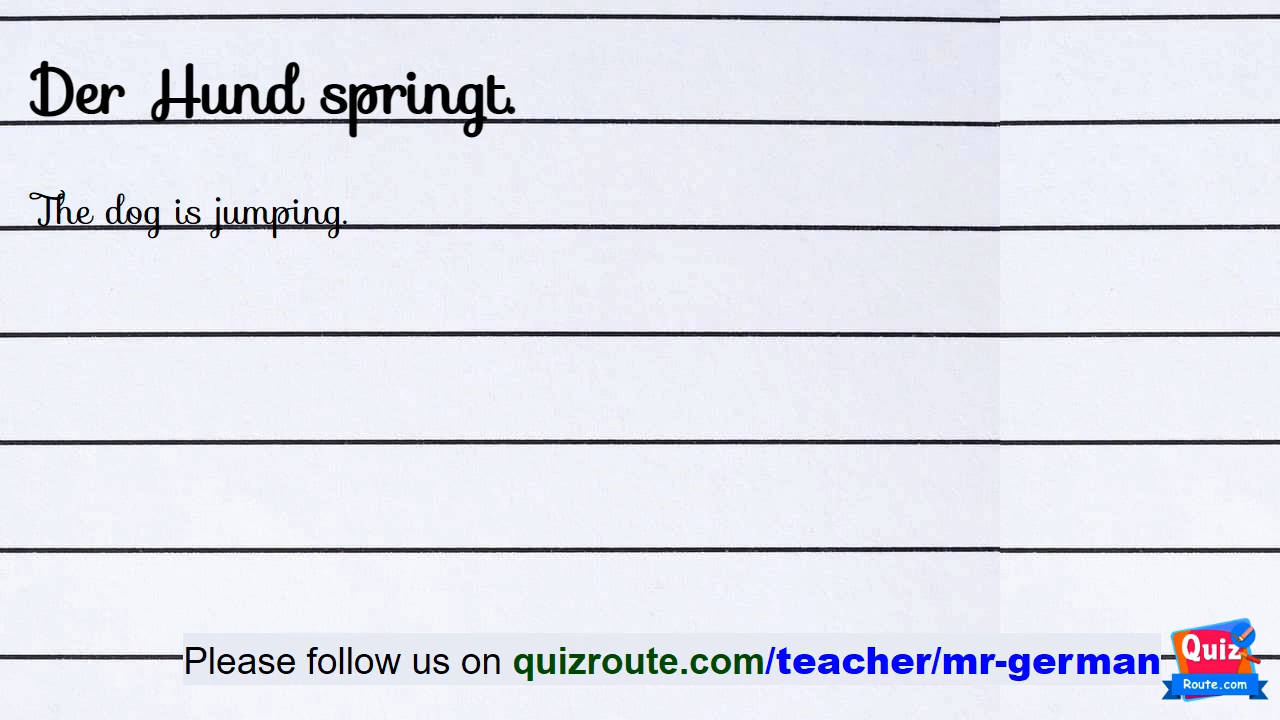 Der Hund springt.
The dog is jumping.
Please follow us on quizroute.com/teacher/mr-german
Quiz
Route.com